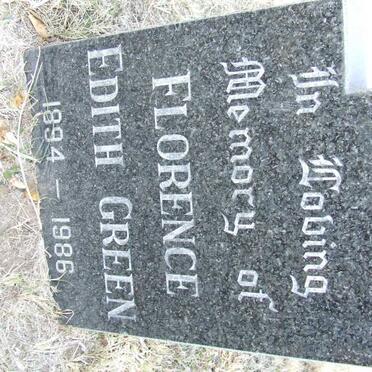 In Loving
Memory of
FLORENCE
EDITH GREEN
1894 - 1986